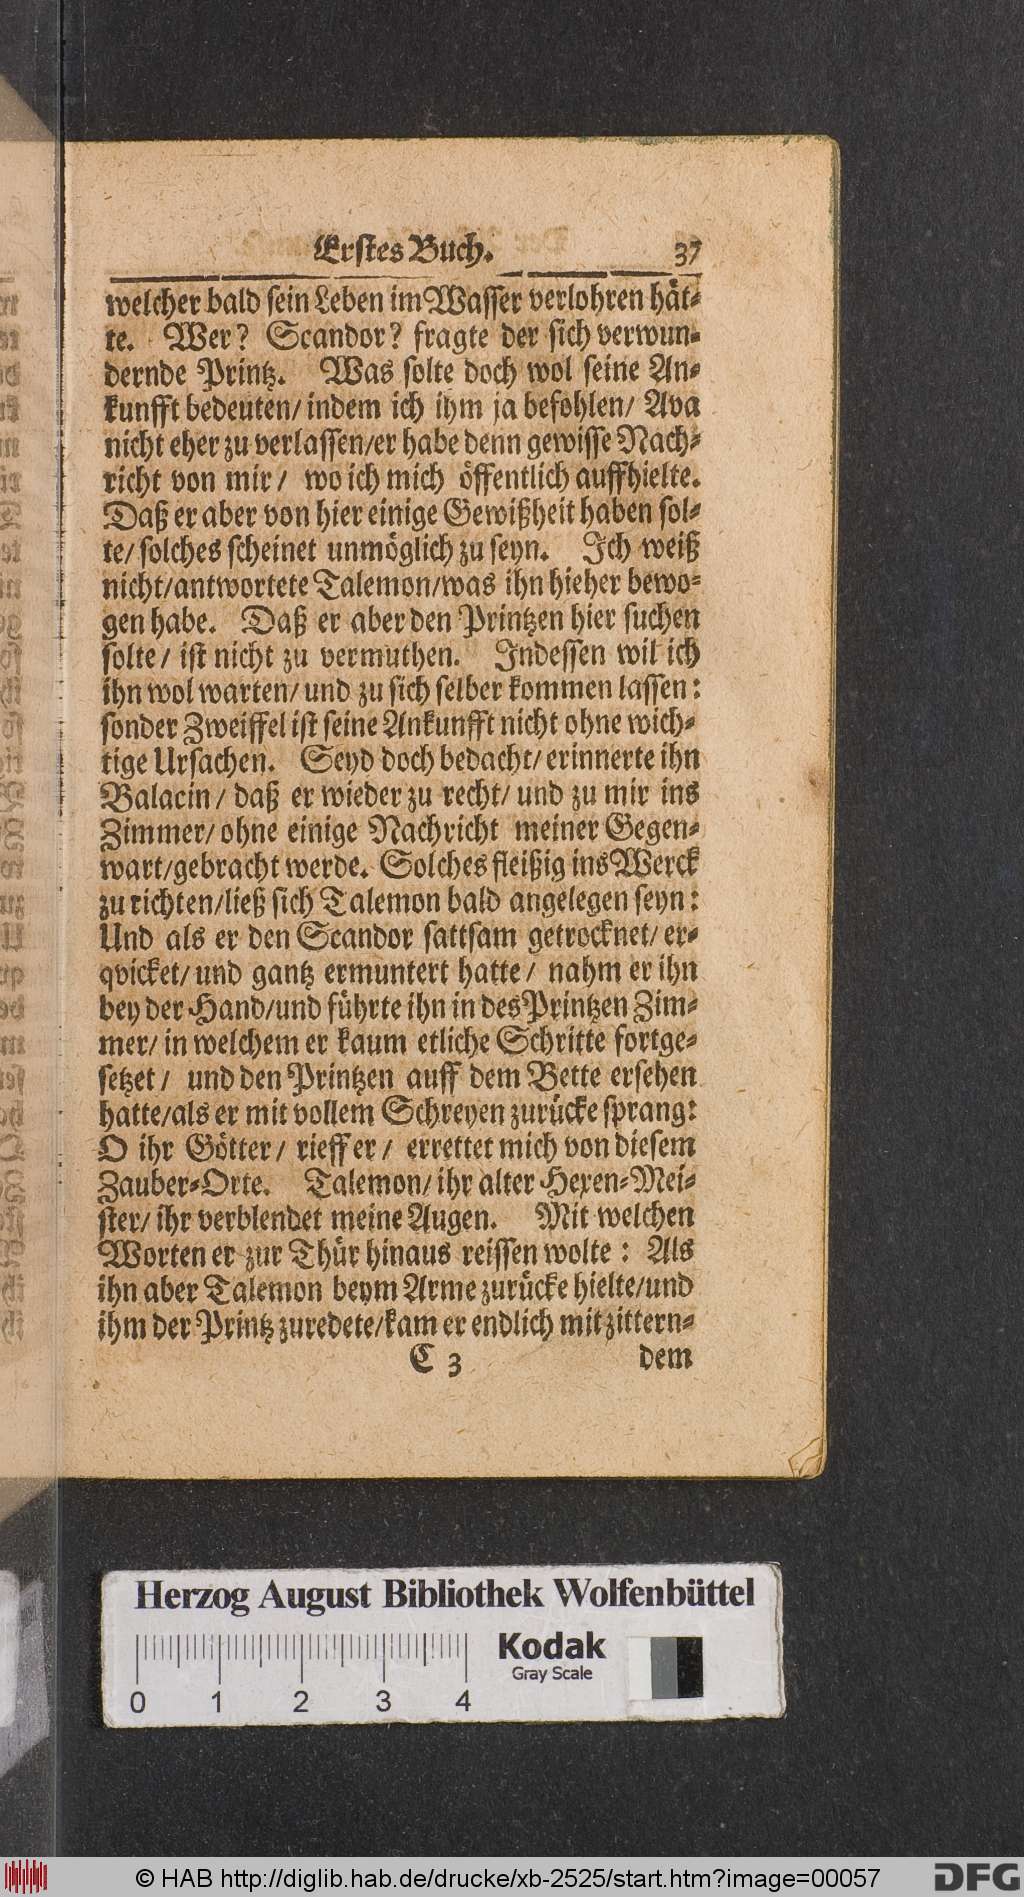 Erstes Buch. 37
welcher bald sein Leben im Wasser verlohren hät-
te. Wer? Scandor? fragte der sich verwun-
dernde Printz. Was solte doch wol seine An-
kunfft bedeuten/ indem ich ihm ja befohlen/ Ava
nicht eher zu verlassen/ er habe denn gewisse Nach-
richt von mir/ wo ich mich öffentlich auffhielte.
Daß er aber von hier einige Gewißheit haben sol-
te/ solches scheinet unmöglich zu seyn. Ich weiß
nicht/ antwortete Talemon/ was ihn hieher bewo-
gen habe. Daß er aber den Printzen hier suchen
solte/ ist nicht zu vermuthen. Indessen wil ich
ihn wol warten/ und zu sich selber kommen lassen:
sonder Zweiffel ist seine Ankunfft nicht ohne wich-
tige Ursachen. Seyd doch bedacht/ erinnerte ihn
Balacin/ daß er wieder zu recht/ und zu mir ins
Zimmer/ ohne einige Nachricht meiner Gegen-
wart/ gebracht werde. Solches fleißig ins Werck
zu richten/ ließ sich Talemon bald angelegen seyn:
Und als er den Scandor sattsam getrocknet/ er-
qvicket/ und gantz ermuntert hatte/ nahm er ihn
bey der Hand/ und führte ihn in des Printzen Zim-
mer/ in welchem er kaum etliche Schritte fortge-
setzet/ und den Printzen auff dem Bette ersehen
hatte/ als er mit vollem Schreyen zurücke sprang:
O ihr Götter/ rieff er/ errettet mich von diesem
Zauber-Orte. Talemon/ ihr alter Hexen-Mei-
ster/ ihr verblendet meine Augen. Mit welchen
Worten er zur Thür hinaus reissen wolte: Als
ihn aber Talemon beym Arme zurücke hielte/ und
ihm der Printz zuredete/ kam er endlich mit zittern-
C 3 dem
Herzog August Bibliothek Wolfenbüttel
Kodak
Gray Scale
0 1 2 3 4
© HAB http://diglib.hab.de/drucke/xb-2525/start.htm?image=00057
DFG